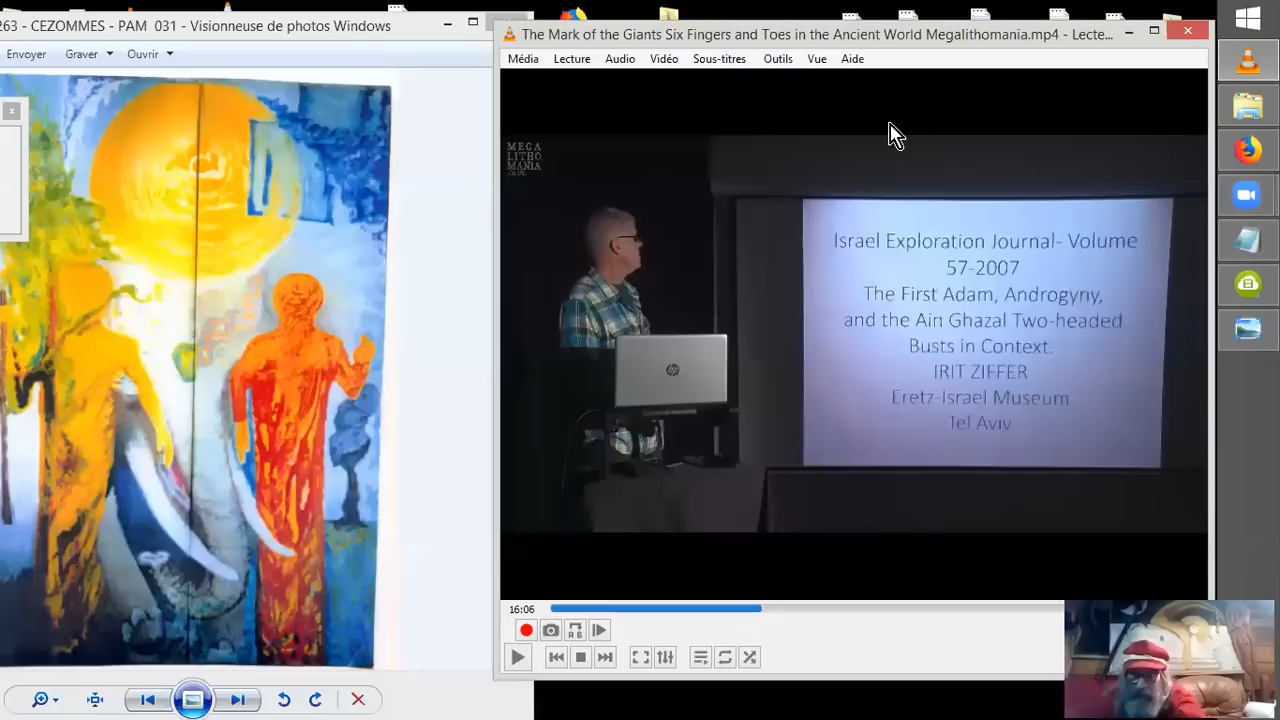 263 - CEZOMMES - PAM 031 - Visionneuse de photos Windows
Envoyer Graver Ouvrir
The Mark of the Giants Six Fingers and Toes in the Ancient World Megalithomania.mp4 - Lecte...
Média Lecture Audio Vidéo Sous-titres Outils Vue Aide
MEGA
LITHO
MANIA
.CO.UK
Israel Exploration Journal- Volume
57-2007
The First Adam, Androgyny,
and the Ain Ghazal Two-headed
Busts in Context.
IRIT ZIFFER
Eretz-Israel Museum
Tel Aviv
hp
16:06